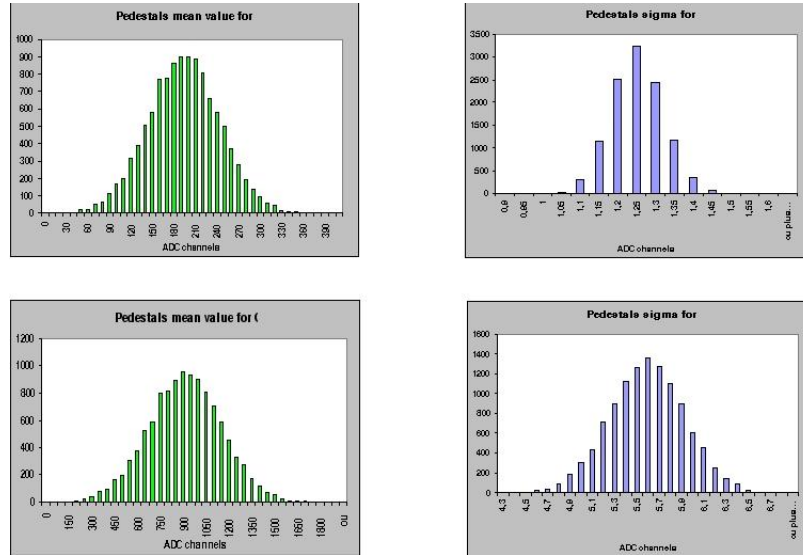 Pedestals mean value for
1000
900
800
700
600
500
400
300
200
100
0
0 30 60 90 120 150 180 210 240 270 300 330 360 390
ADC channels
Pedestals sigma for
3500
3000
2500
2000
1500
1000
500
0
0,9 0,95 1 1,05 1,1 1,15 1,2 1,25 1,3 1,35 1,4 1,45 1,5 1,55 1,6 ou plus...
ADC channels
Pedestals mean value for (
1200
1000
800
600
400
200
0
0 150 300 450 600 750 900 1050 1200 1350 1500 1650 1800 ou
ADC channels
Pedestals sigma for
1600
1400
1200
1000
800
600
400
200
0
4,3 4,5 4,7 4,9 5,1 5,3 5,5 5,7 5,9 6,1 6,3 6,5 6,7 ou plus...
ADC channels